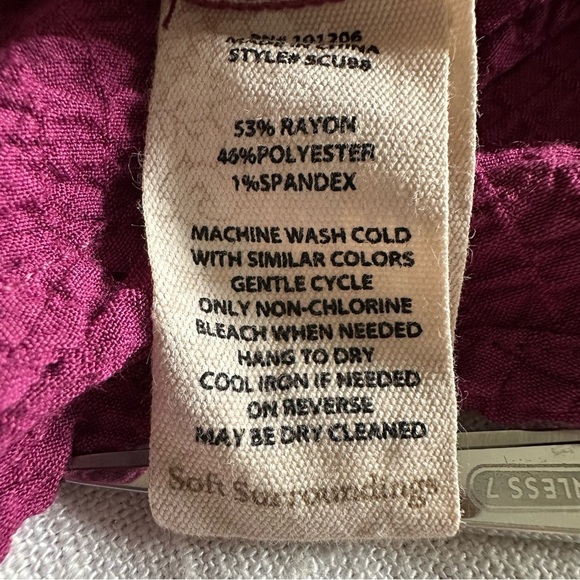 STYLE# SCU88
53% RAYON
46%POLYESTER
1%SPANDEX
MACHINE WASH COLD
WITH SIMILAR COLORS
GENTLE CYCLE
ONLY NON-CHLORINE
BLEACH WHEN NEEDED
HANG TO DRY
COOL IRON IF NEEDED
ON REVERSE
MAY BE DRY CLEANED
Soft Surroundings